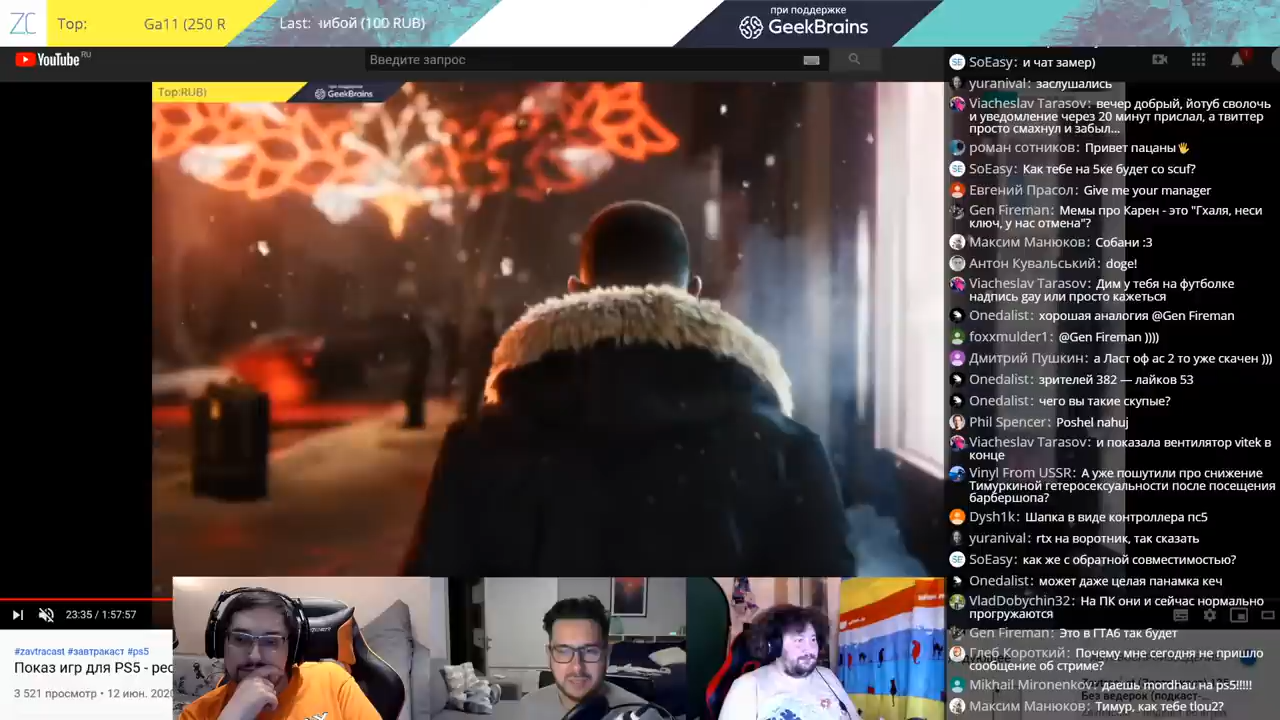 ZC
Top:
Ga11 (250 R
Last:
чибой (100 RUB)
при поддержке
GeekBrains
YouTube RU
Введите запрос
Top:RUB)
при поддержке
GeekBrains
SoEasy: и чат замер)
yuranival: заслушались
Viacheslav Tarasov: вечер добрый, йотуб сволочь
и уведомление через 20 минут прислал, а твиттер
просто смахнул и забыл...
роман сотников: Привет пацаны🖐
SoEasy: Как тебе на 5ке будет со scuf?
Евгений Прасол: Give me your manager
Gen Fireman: Мемы про Карен - это "Гхаля, неси
ключ, у нас отмена"?
Максим Манюков: Собани :3
Антон Кувальський: doge!
Viacheslav Tarasov: Дим у тебя на футболке
надпись gay или просто кажеться
Onedalist: хорошая аналогия @Gen Fireman
foxxmulder1: @Gen Fireman ))))
Дмитрий Пушкин: а Ласт оф ас 2 то уже скачен )))
Onedalist: зрителей 382 — лайков 53
Onedalist: чего вы такие скупые?
Phil Spencer: Poshel nahuj
Viacheslav Tarasov: и показала вентилятор vitek в
конце
Vinyl From USSR: А уже пошутили про снижение
Тимуркиной гетеросексуальности после посещения
барбершопа?
Dysh1k: Шапка в виде контроллера пс5
yuranival: rtx на воротник, так сказать
SoEasy: как же с обратной совместимостью?
Onedalist: может даже целая панамка кеч
VladDobychin32: На ПК они и сейчас нормально
прогружаются
Gen Fireman: Это в ГТА6 так будет
Глеб Короткий: Почему мне сегодня не пришло
сообщение об стриме?
Mikhail Mironenkov: даешь mordhau на ps5!!!!!
Без ведерок (подкаст-
Максим Манюков: Тимур, как тебе tlou2?
23:35 / 1:57:57
#zavtracast #завтракаст #ps5
Показ игр для PS5 - рес
3 521 просмотр • 12 июн. 2020